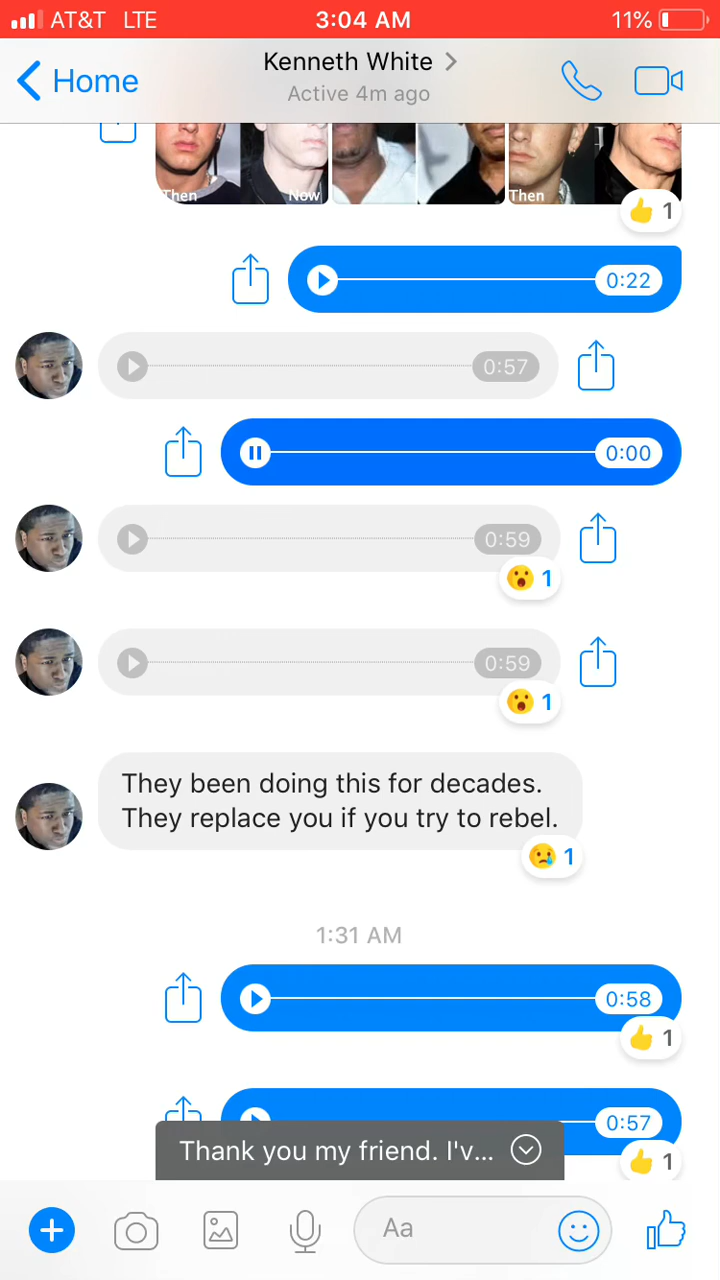 AT&T LTE 3:04 AM 11%
Home Kenneth White
Active 4m ago
Then Now Then
1
0:22
0:57
0:00
0:59
1
0:59
1
They been doing this for decades.
They replace you if you try to rebel.
1
1:31 AM
0:58
1
0:57
Thank you my friend. I'v...
1
Aa